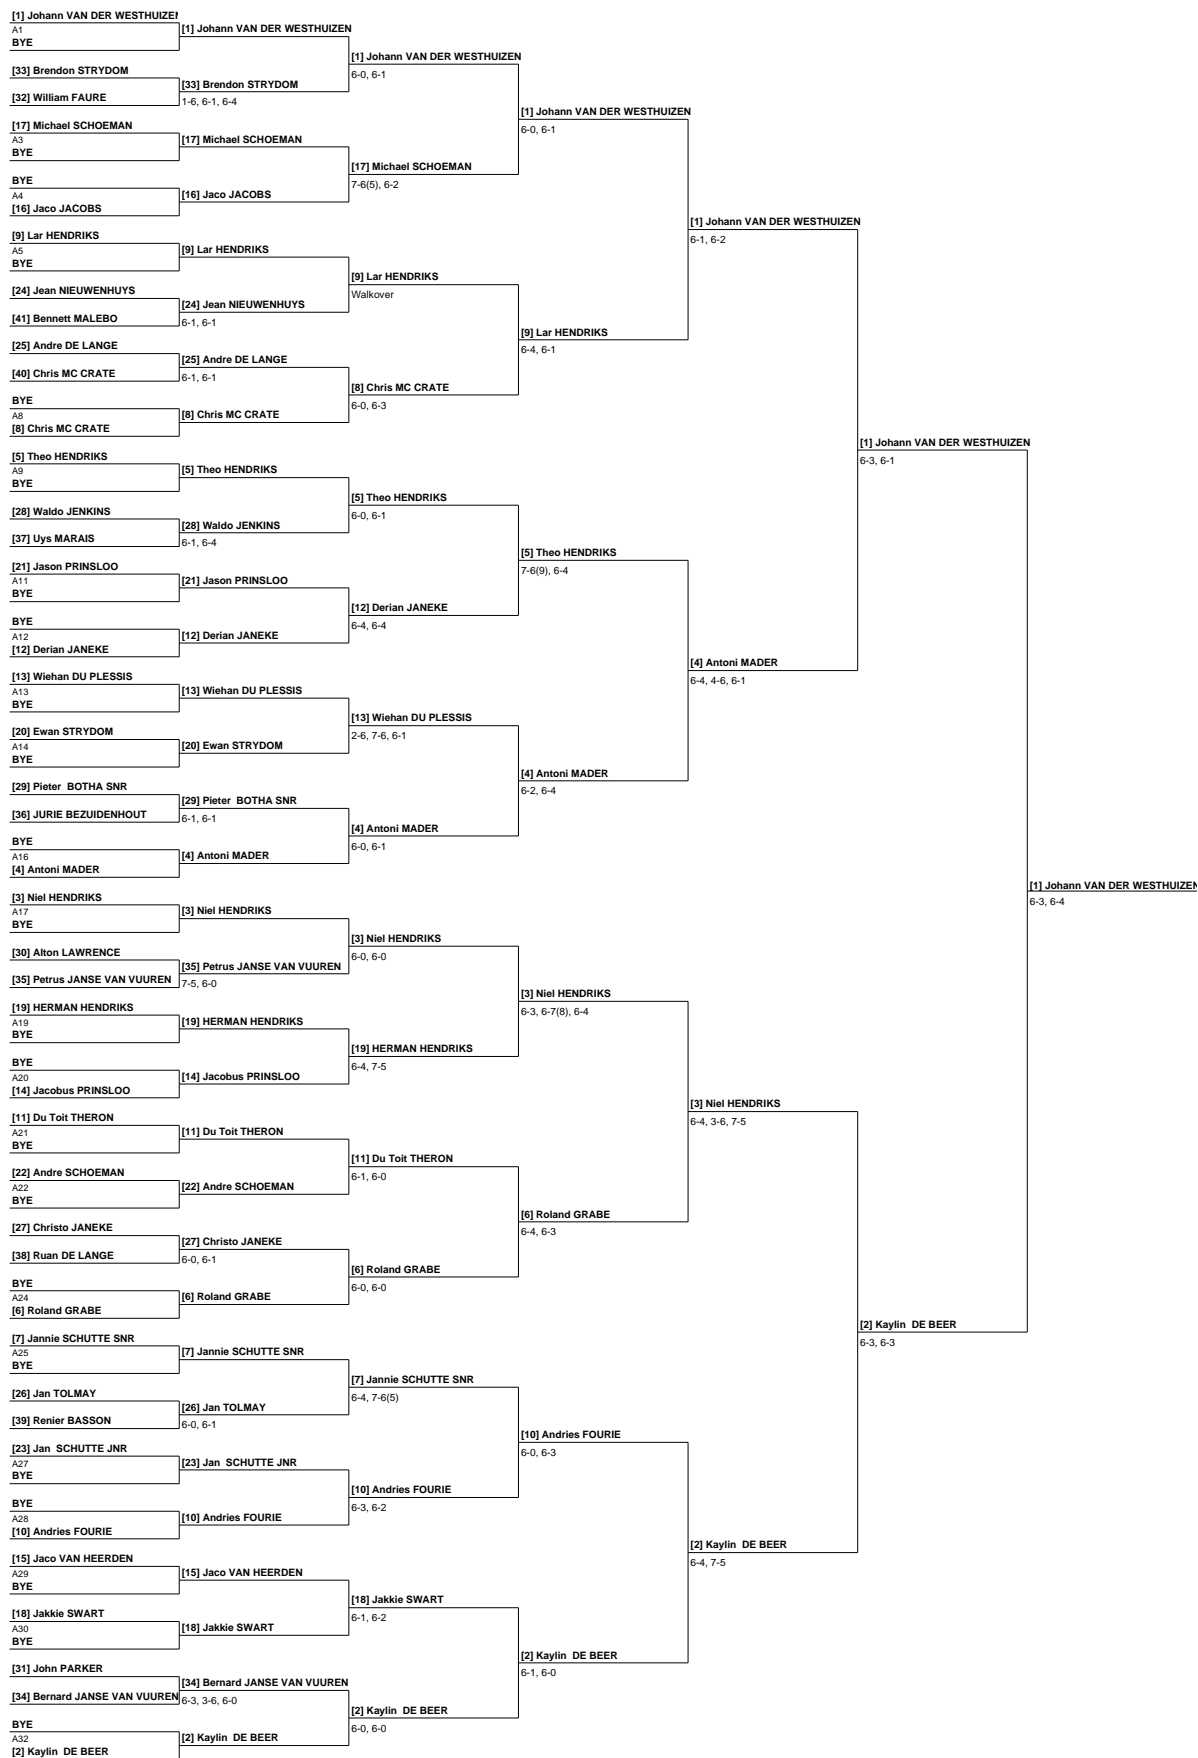 [1] Johann VAN DER WESTHUIZEN
A1
BYE
[33] Brendon STRYDOM
[32] William FAURE
[17] Michael SCHOEMAN
A3
BYE
BYE
A4
[16] Jaco JACOBS
[9] Lar HENDRIKS
A5
BYE
[24] Jean NIEUWENHUYS
[41] Bennett MALEBO
[25] Andre DE LANGE
[40] Chris MC CRATE
BYE
A8
[8] Chris MC CRATE
[5] Theo HENDRIKS
A9
BYE
[28] Waldo JENKINS
[37] Uys MARAIS
[21] Jason PRINSLOO
A11
BYE
BYE
A12
[12] Derian JANEKE
[13] Wiehan DU PLESSIS
A13
BYE
[20] Ewan STRYDOM
A14
BYE
[29] Pieter BOTHA SNR
[36] JURIE BEZUIDENHOUT
BYE
A16
[4] Antoni MADER
[3] Niel HENDRIKS
A17
BYE
[30] Alton LAWRENCE
[35] Petrus JANSE VAN VUUREN
[19] HERMAN HENDRIKS
A19
BYE
BYE
A20
[14] Jacobus PRINSLOO
[11] Du Toit THERON
A21
BYE
[22] Andre SCHOEMAN
A22
BYE
[27] Christo JANEKE
[38] Ruan DE LANGE
BYE
A24
[6] Roland GRABE
[7] Jannie SCHUTTE SNR
A25
BYE
[26] Jan TOLMAY
[39] Renier BASSON
[23] Jan SCHUTTE JNR
A27
BYE
BYE
A28
[10] Andries FOURIE
[15] Jaco VAN HEERDEN
A29
BYE
[18] Jakkie SWART
A30
BYE
[31] John PARKER
[34] Bernard JANSE VAN VUUREN
BYE
A32
[2] Kaylin DE BEER
[1] Johann VAN DER WESTHUIZEN
[33] Brendon STRYDOM
1-6, 6-1, 6-4
[17] Michael SCHOEMAN
[16] Jaco JACOBS
[9] Lar HENDRIKS
[24] Jean NIEUWENHUYS
6-1, 6-1
[25] Andre DE LANGE
6-1, 6-1
[8] Chris MC CRATE
[5] Theo HENDRIKS
[28] Waldo JENKINS
6-1, 6-4
[21] Jason PRINSLOO
[12] Derian JANEKE
[13] Wiehan DU PLESSIS
[20] Ewan STRYDOM
[29] Pieter BOTHA SNR
6-1, 6-1
[4] Antoni MADER
[3] Niel HENDRIKS
[35] Petrus JANSE VAN VUUREN
7-5, 6-0
[19] HERMAN HENDRIKS
[14] Jacobus PRINSLOO
[11] Du Toit THERON
[22] Andre SCHOEMAN
[27] Christo JANEKE
6-0, 6-1
[6] Roland GRABE
[7] Jannie SCHUTTE SNR
[26] Jan TOLMAY
6-0, 6-1
[23] Jan SCHUTTE JNR
[10] Andries FOURIE
[15] Jaco VAN HEERDEN
[18] Jakkie SWART
[34] Bernard JANSE VAN VUUREN
6-3, 3-6, 6-0
[2] Kaylin DE BEER
[1] Johann VAN DER WESTHUIZEN
6-0, 6-1
[17] Michael SCHOEMAN
7-6(5), 6-2
[9] Lar HENDRIKS
Walkover
[8] Chris MC CRATE
6-0, 6-3
[5] Theo HENDRIKS
6-0, 6-1
[12] Derian JANEKE
6-4, 6-4
[13] Wiehan DU PLESSIS
2-6, 7-6, 6-1
[4] Antoni MADER
6-0, 6-1
[3] Niel HENDRIKS
6-0, 6-0
[19] HERMAN HENDRIKS
6-4, 7-5
[11] Du Toit THERON
6-1, 6-0
[6] Roland GRABE
6-0, 6-0
[7] Jannie SCHUTTE SNR
6-4, 7-6(5)
[10] Andries FOURIE
6-3, 6-2
[18] Jakkie SWART
6-1, 6-2
[2] Kaylin DE BEER
6-0, 6-0
[1] Johann VAN DER WESTHUIZEN
6-0, 6-1
[9] Lar HENDRIKS
6-4, 6-1
[5] Theo HENDRIKS
7-6(9), 6-4
[4] Antoni MADER
6-2, 6-4
[3] Niel HENDRIKS
6-3, 6-7(8), 6-4
[6] Roland GRABE
6-4, 6-3
[10] Andries FOURIE
6-0, 6-3
[2] Kaylin DE BEER
6-1, 6-0
[1] Johann VAN DER WESTHUIZEN
6-1, 6-2
[4] Antoni MADER
6-4, 4-6, 6-1
[3] Niel HENDRIKS
6-4, 3-6, 7-5
[2] Kaylin DE BEER
6-4, 7-5
[1] Johann VAN DER WESTHUIZEN
6-3, 6-1
[2] Kaylin DE BEER
6-3, 6-3
[1] Johann VAN DER WESTHUIZEN
6-3, 6-4